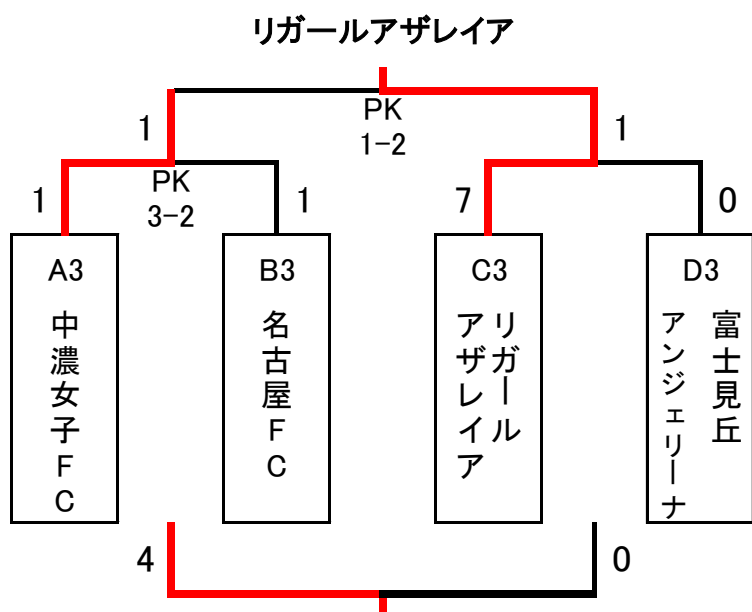 リガールアザレイア
PK
1-2
1
1
PK
3-2
1
1
7
0
A3
中濃女子FC
B3
名古屋FC
C3
リガール
アザレイア
D3
富士見丘
アンジェリーナ
4
0